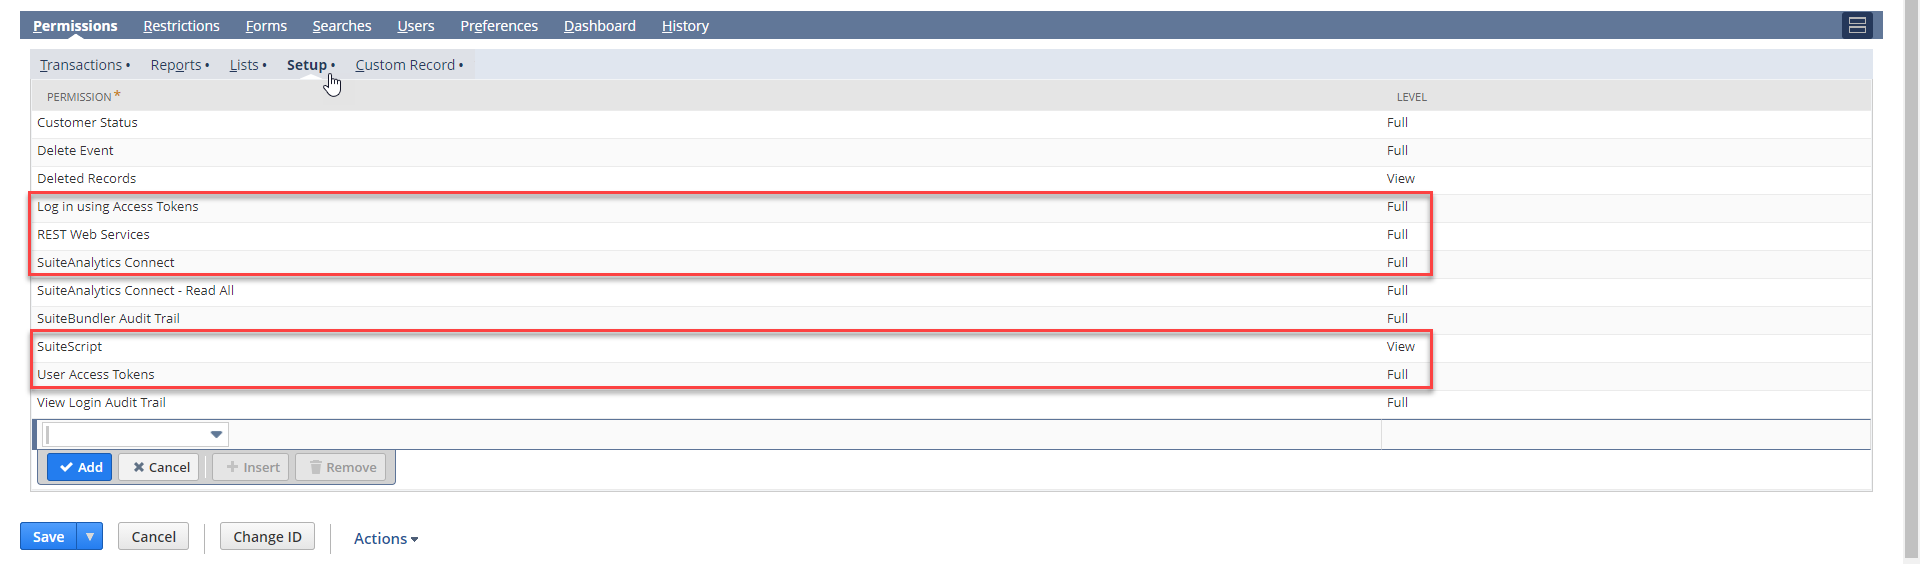 Permissions Restrictions Forms Searches Users Preferences Dashboard History
Transactions • Reports • Lists • Setup • Custom Record •
PERMISSION * LEVEL
Customer Status Full
Delete Event Full
Deleted Records View
Log in using Access Tokens Full
REST Web Services Full
SuiteAnalytics Connect Full
SuiteAnalytics Connect - Read All Full
SuiteBundler Audit Trail Full
SuiteScript View
User Access Tokens Full
View Login Audit Trail Full
Add Cancel Insert Remove
Save Cancel Change ID Actions